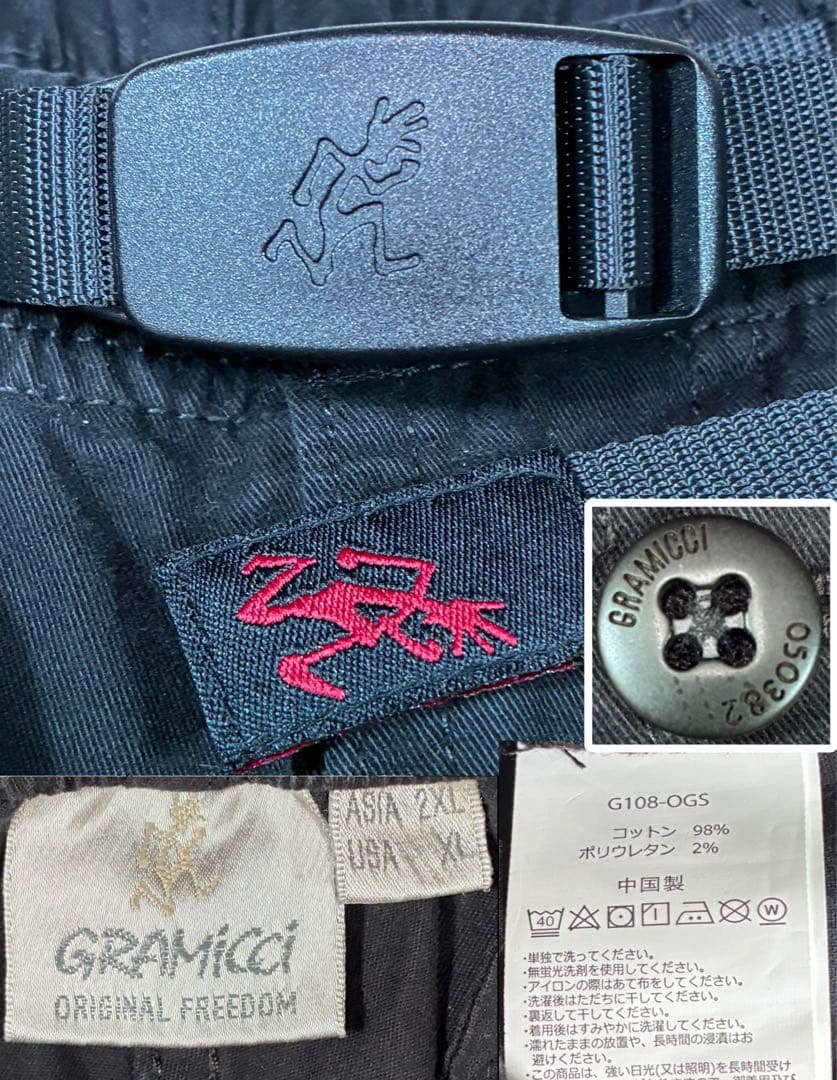 GRAMICCI
050382
ASIA 2XL
USA XL
GRAMiCCi
ORIGINAL FREEDOM
G108-OGS
コットン 98%
ポリウレタン 2%
中国製
40
W
・単独で洗ってください。
・無蛍光洗剤を使用してください。
・アイロンの際はあて布をしてください。
・洗濯後はただちに干してください。
・裏返して干してください。
・着用後はすみやかに洗濯してください。
・濡れたままの放置や、長時間の浸漬はお
避けください。
・この商品は、強い日光(又は照明)を長時間受け